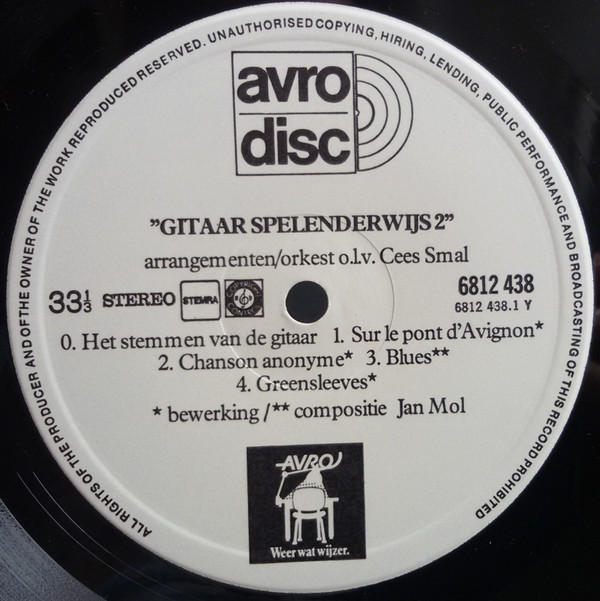 ALL RIGHTS OF THE PRODUCER AND OF THE OWNER OF THE WORK REPRODUCED RESERVED. UNAUTHORISED COPYING, HIRING, LENDING, PUBLIC PERFORMANCE AND BROADCASTING OF THIS RECORD PROHIBITED
avro
disc
"GITAAR SPELENDERWIJS 2"
arrangementen/orkest o.l.v. Cees Smal
33 1/3 STEREO STEMRA
6812 438
6812 438.1 Y
0. Het stemmen van de gitaar 1. Sur le pont d'Avignon*
2. Chanson anonyme* 3. Blues**
4. Greensleeves*
* bewerking/** compositie Jan Mol
AVRO
Weer wat wijzer.